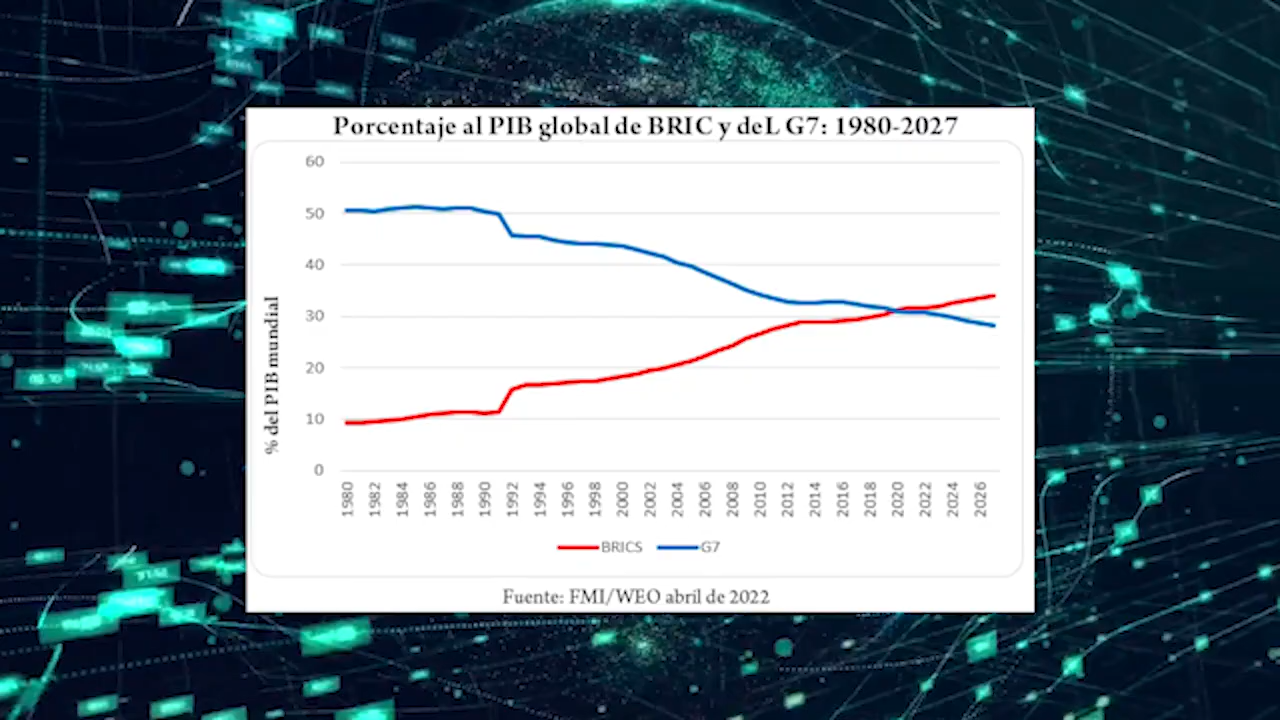 Porcentaje al PIB global de BRIC y deL G7: 1980-2027
% del PIB mundial
60
50
40
30
20
10
0
1980 1982 1984 1986 1988 1990 1992 1994 1996 1998 2000 2002 2004 2006 2008 2010 2012 2014 2016 2018 2020 2022 2024 2026
BRICS G7
Fuente: FMI/WEO abril de 2022